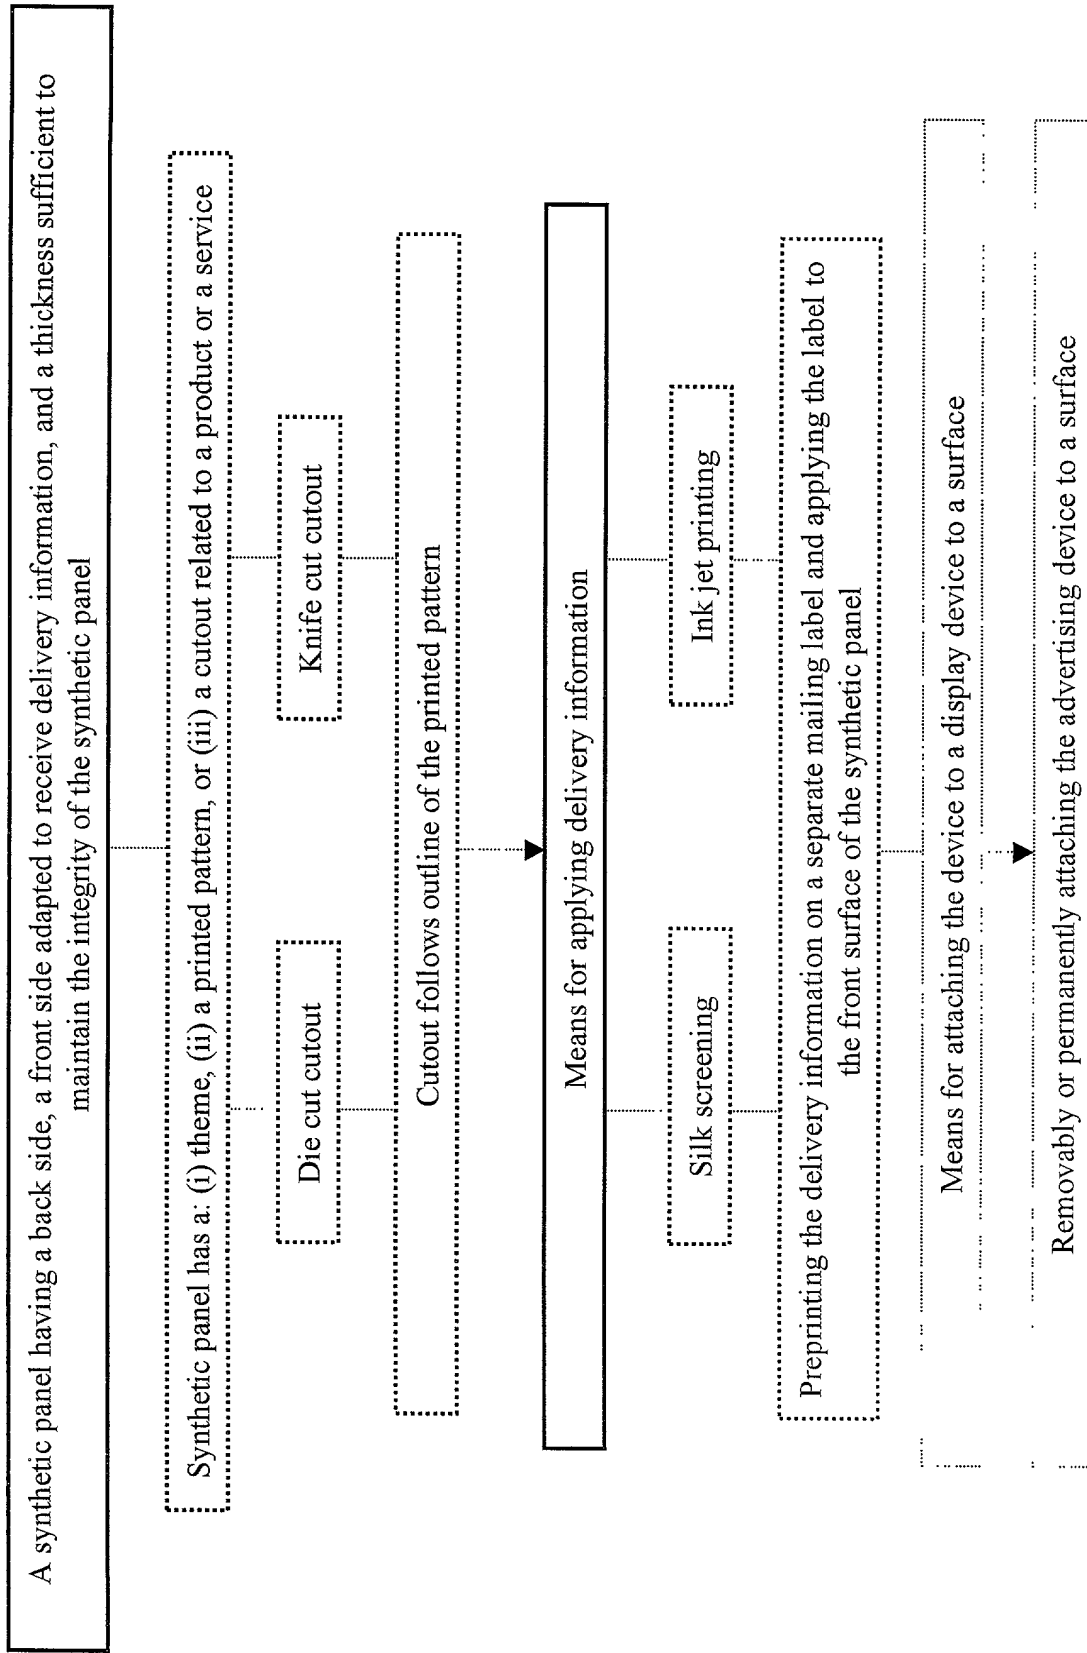 A synthetic panel having a back side, a front side adapted to receive delivery information, and a thickness sufficient to
maintain the integrity of the synthetic panel
Synthetic panel has a: (i) theme, (ii) a printed pattern, or (iii) a cutout related to a product or a service
Die cut cutout
Knife cut cutout
Cutout follows outline of the printed pattern
Means for applying delivery information
Silk screening
Ink jet printing
Preprinting the delivery information on a separate mailing label and applying the label to
the front surface of the synthetic panel
Means for attaching the device to a display device to a surface
Removably or permanently attaching the advertising device to a surface